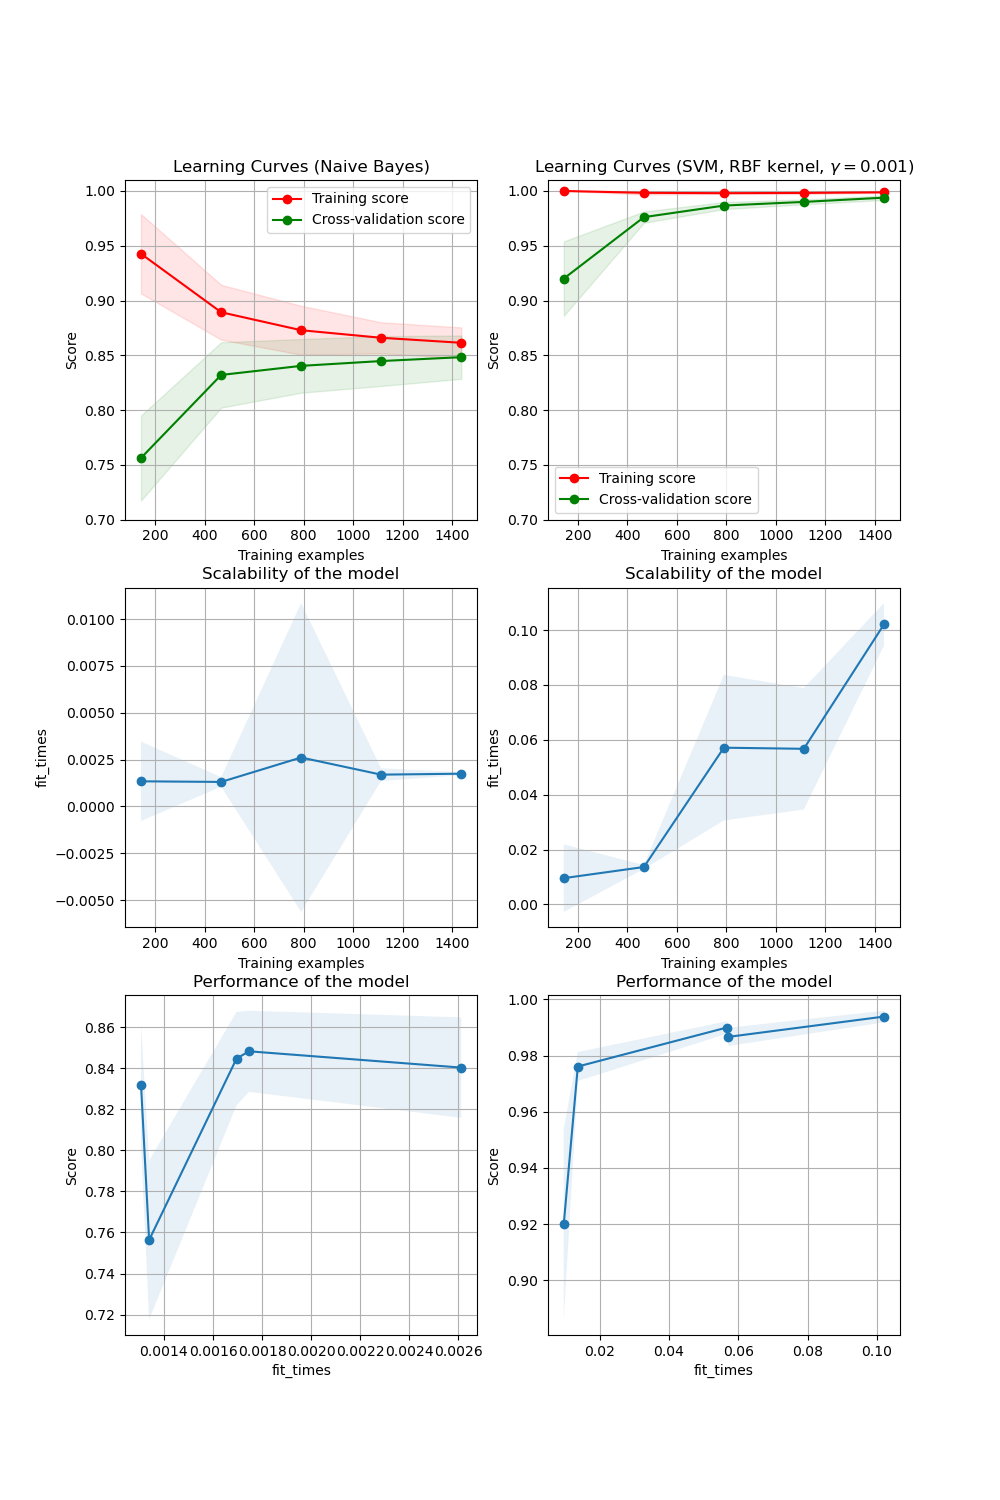 Learning Curves (Naive Bayes)
1.00
0.95
0.90
0.85
0.80
0.75
0.70
Score
Training score
Cross-validation score
200 400 600 800 1000 1200 1400
Training examples
Learning Curves (SVM, RBF kernel, γ = 0.001)
1.00
0.95
0.90
0.85
0.80
0.75
0.70
Score
Training score
Cross-validation score
200 400 600 800 1000 1200 1400
Training examples
Scalability of the model
0.0100
0.0075
0.0050
0.0025
0.0000
−0.0025
−0.0050
fit_times
200 400 600 800 1000 1200 1400
Training examples
Scalability of the model
0.10
0.08
0.06
0.04
0.02
0.00
fit_times
200 400 600 800 1000 1200 1400
Training examples
Performance of the model
0.86
0.84
0.82
0.80
0.78
0.76
0.74
0.72
Score
0.0014 0.0016 0.0018 0.0020 0.0022 0.0024 0.0026
fit_times
Performance of the model
1.00
0.98
0.96
0.94
0.92
0.90
Score
0.02 0.04 0.06 0.08 0.10
fit_times